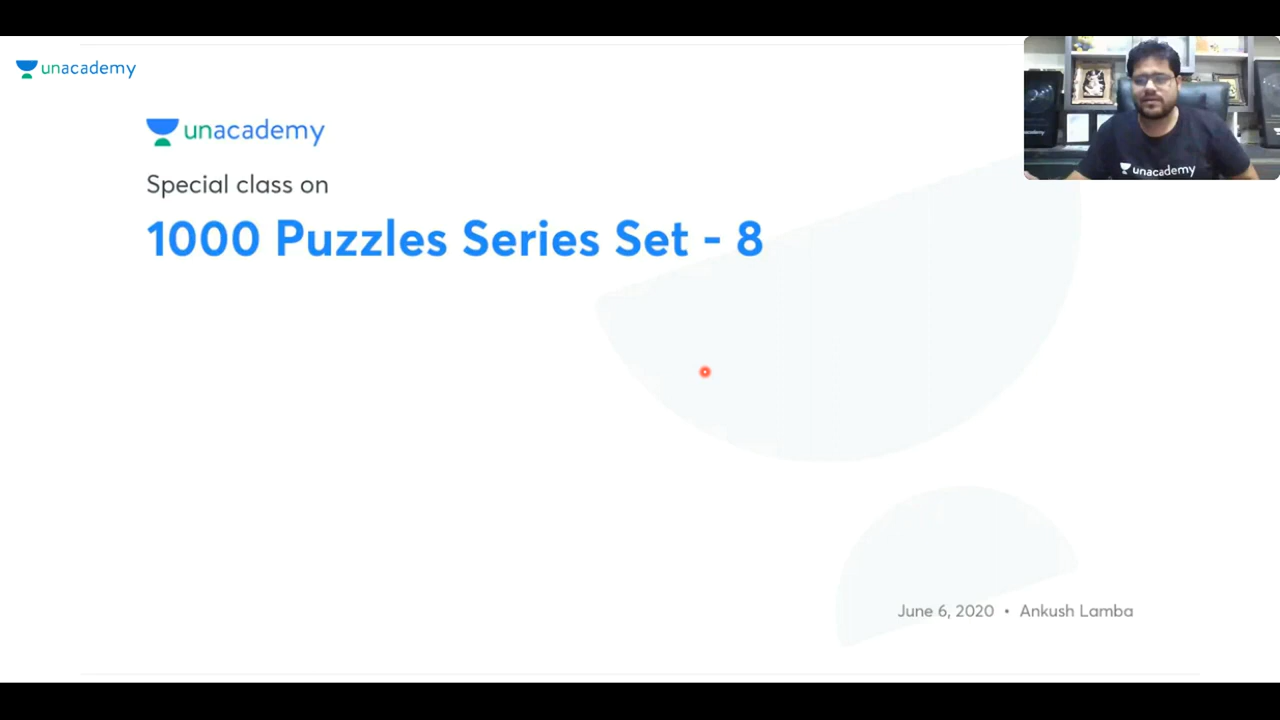 unacademy
unacademy
Special class on
1000 Puzzles Series Set - 8
unacademy
June 6, 2020 • Ankush Lamba